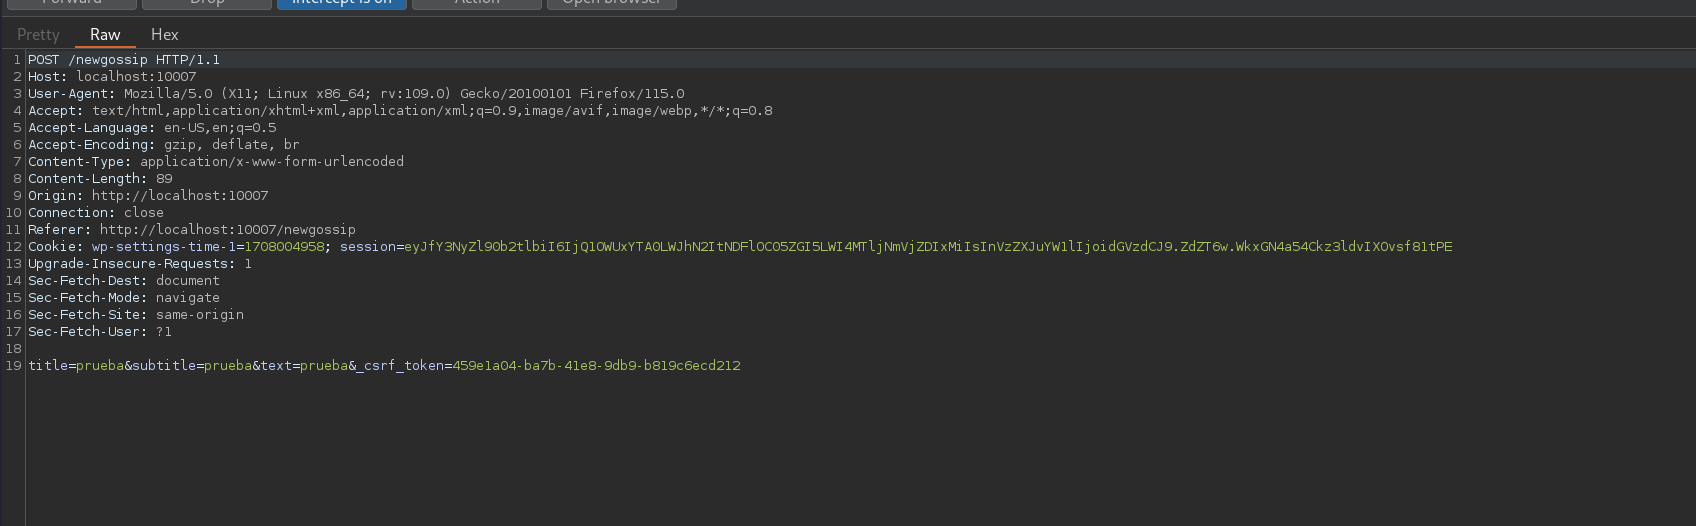 Forward Drop Intercept is on Action Open Browser
Pretty Raw Hex
1 POST /newgossip HTTP/1.1
2 Host: localhost:10007
3 User-Agent: Mozilla/5.0 (X11; Linux x86_64; rv:109.0) Gecko/20100101 Firefox/115.0
4 Accept: text/html,application/xhtml+xml,application/xml;q=0.9,image/avif,image/webp,*/*;q=0.8
5 Accept-Language: en-US,en;q=0.5
6 Accept-Encoding: gzip, deflate, br
7 Content-Type: application/x-www-form-urlencoded
8 Content-Length: 89
9 Origin: http://localhost:10007
10 Connection: close
11 Referer: http://localhost:10007/newgossip
12 Cookie: wp-settings-time-1=1708004958; session=eyJfY3NyZl90b2tlbiI6IjQ1OWUxYTA0LWJhN2ItNDFlOC05ZGI5LWI4MTljNmVjZDIxMiIsInVzZXJuYW1lIjoidGVzdCJ9.ZdZT6w.WkxGN4a54Ckz3ldvIXOvsf81tPE
13 Upgrade-Insecure-Requests: 1
14 Sec-Fetch-Dest: document
15 Sec-Fetch-Mode: navigate
16 Sec-Fetch-Site: same-origin
17 Sec-Fetch-User: ?1
18
19 title=prueba&subtitle=prueba&text=prueba&_csrf_token=459e1a04-ba7b-41e8-9db9-b819c6ecd212